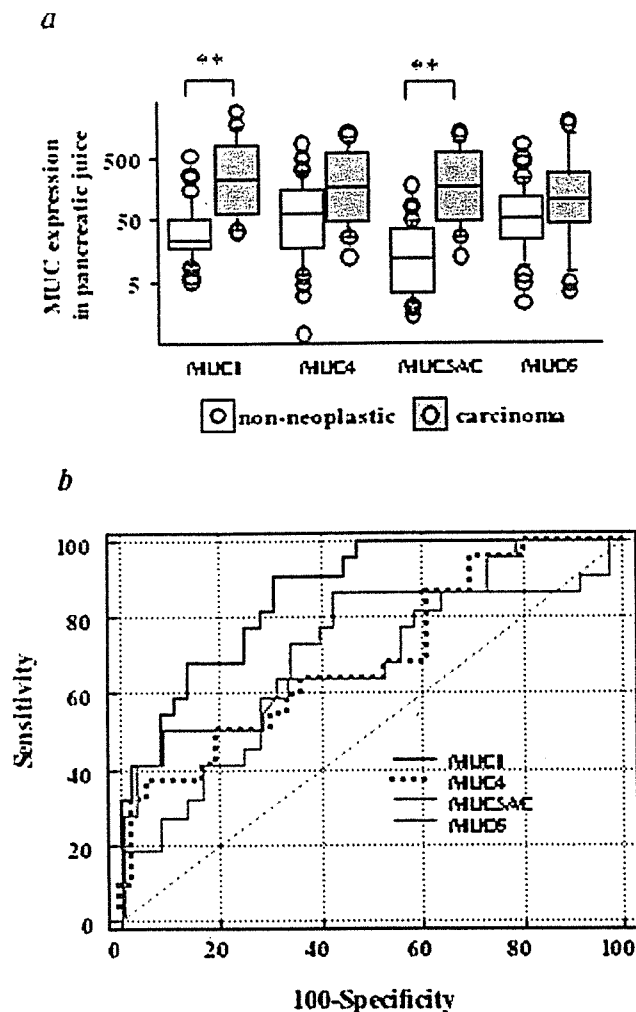 a
** **
MUC expression
in pancreatic juice
500
50
5
MUC1 MUC4 MUC5AC MUC6
non-neoplastic carcinoma
b
Sensitivity
100
80
60
40
20
0
MUC1
MUC4
MUC5AC
MUC6
0 20 40 60 80 100
100-Specificity